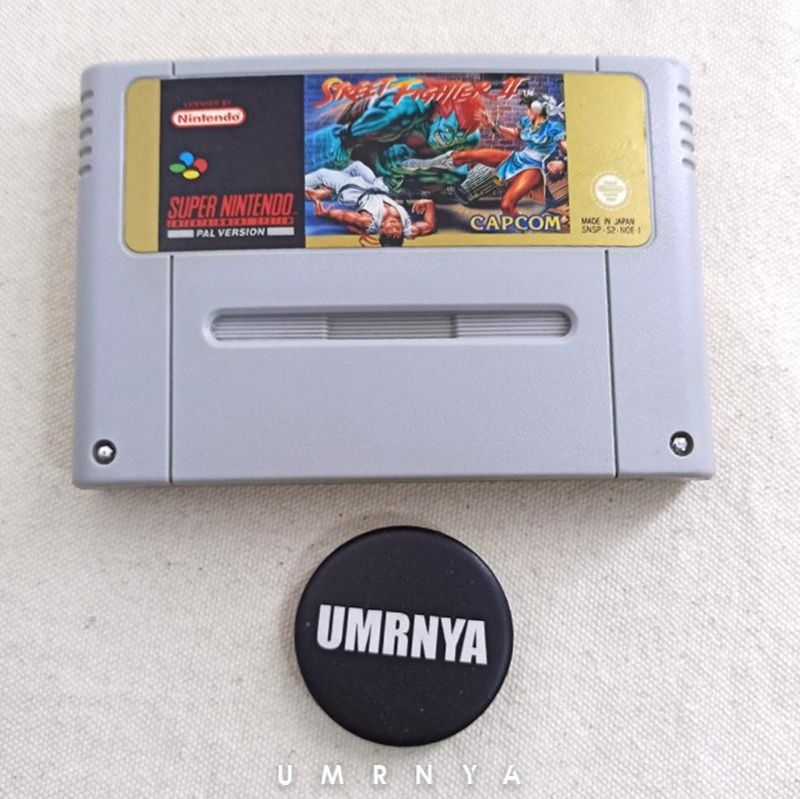 STREET FIGHTER II
LICENSED BY
Nintendo
SUPER NINTENDO
ENTERTAINMENT SYSTEM
PAL VERSION
CAPCOM
MADE IN JAPAN
SNSP-S2-NOE-1
UMRNYA
UMRNYA